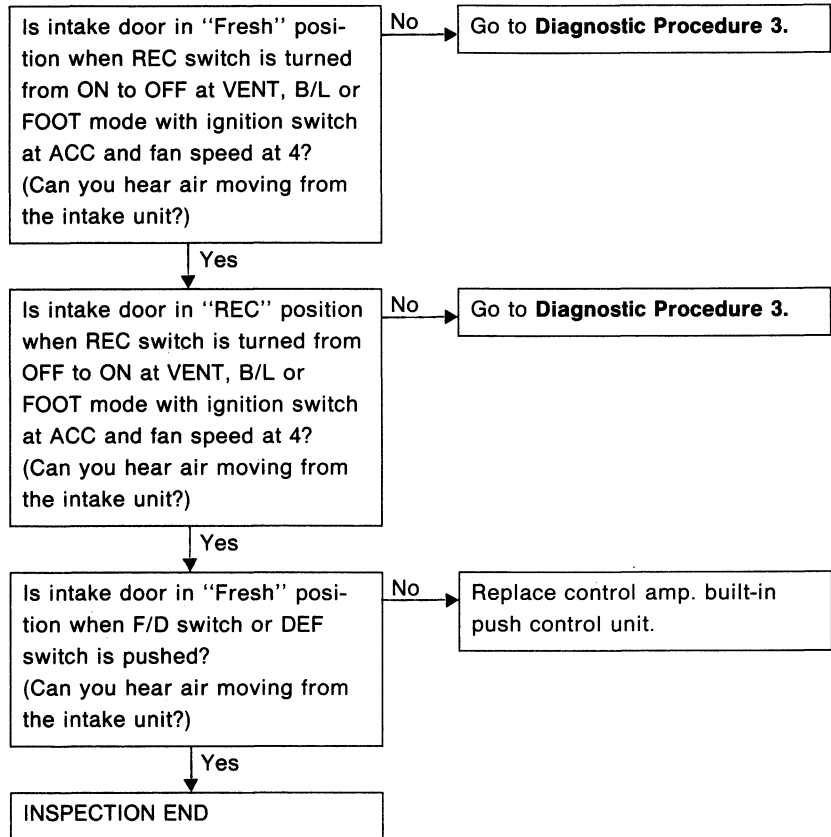 Is intake door in "Fresh" posi-
tion when REC switch is turned
from ON to OFF at VENT, B/L or
FOOT mode with ignition switch
at ACC and fan speed at 4?
(Can you hear air moving from
the intake unit?)
No
Go to Diagnostic Procedure 3.
Yes
Is intake door in "REC" position
when REC switch is turned from
OFF to ON at VENT, B/L or
FOOT mode with ignition switch
at ACC and fan speed at 4?
(Can you hear air moving from
the intake unit?)
No
Go to Diagnostic Procedure 3.
Yes
Is intake door in "Fresh" posi-
tion when F/D switch or DEF
switch is pushed?
(Can you hear air moving from
the intake unit?)
No
Replace control amp. built-in
push control unit.
Yes
INSPECTION END